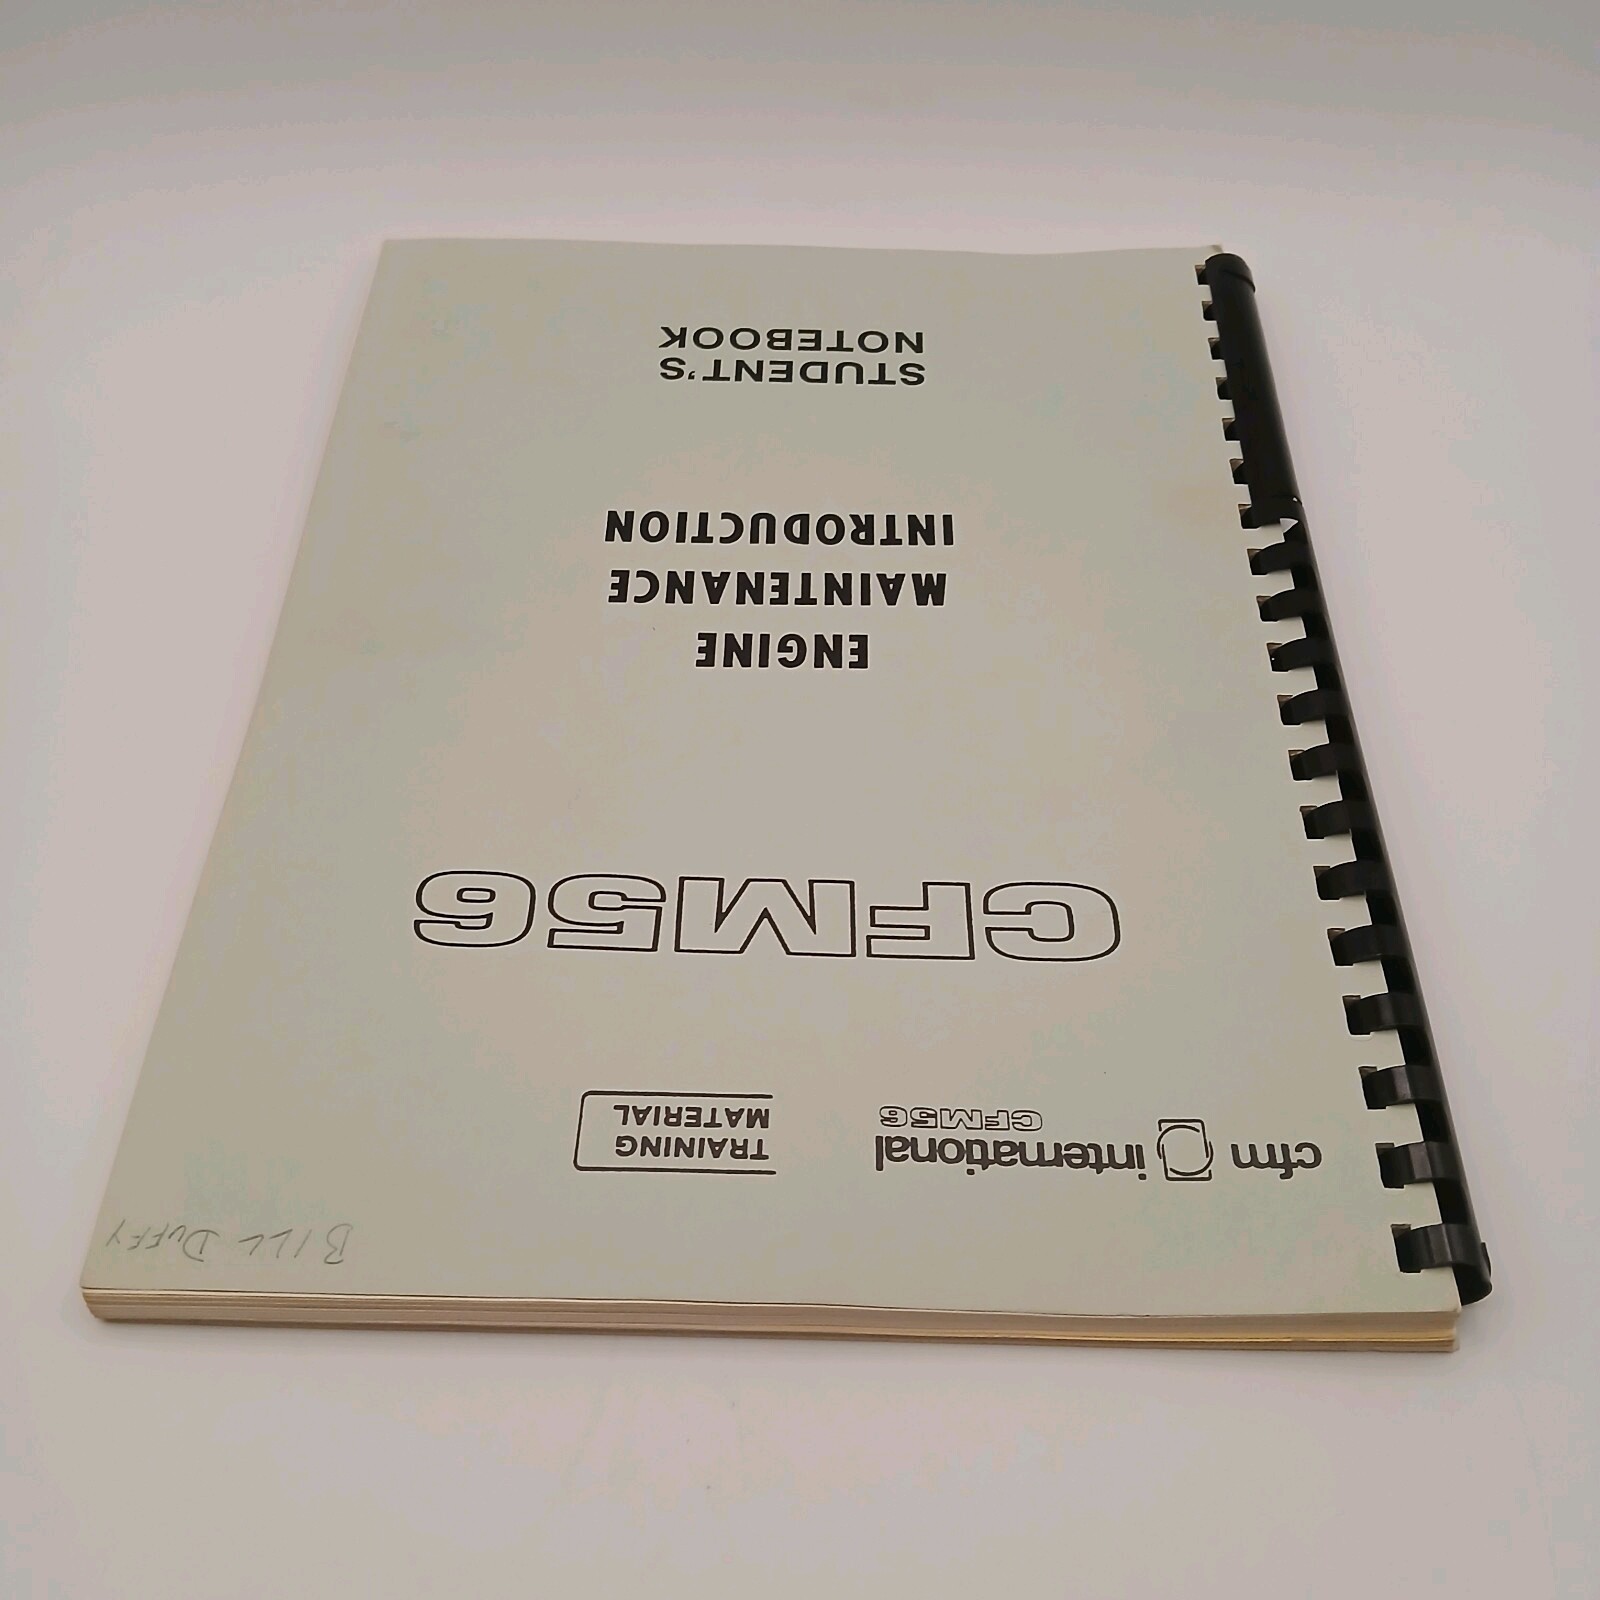 BILL DUFFY
cfm international
CFM56
TRAINING
MATERIAL
CFM56
ENGINE
MAINTENANCE
INTRODUCTION
STUDENT'S
NOTEBOOK